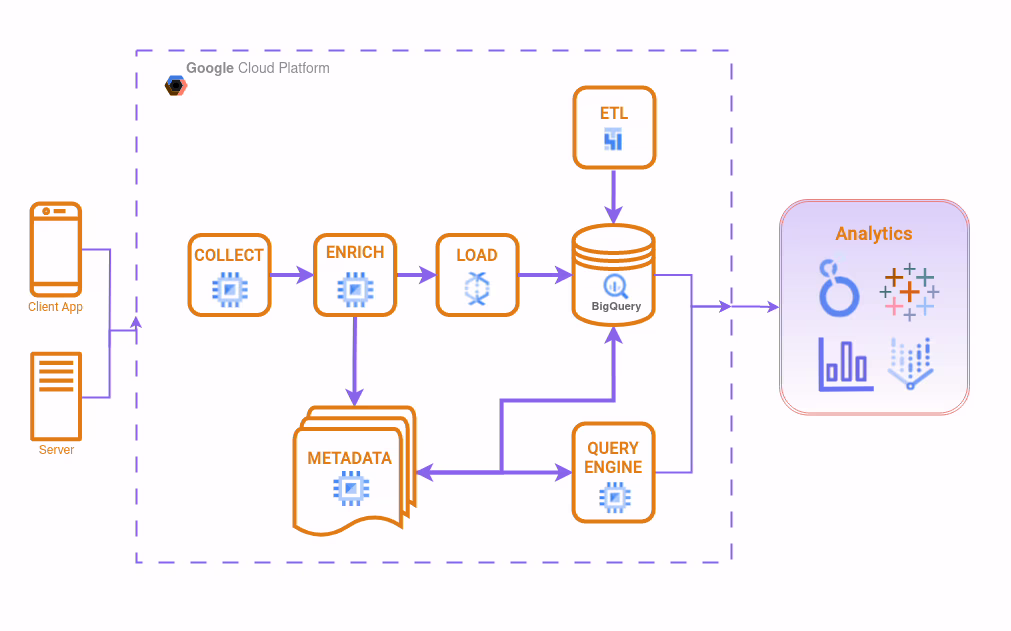 Google Cloud Platform
ETL
COLLECT
ENRICH
LOAD
BigQuery
Analytics
Client App
Server
METADATA
QUERY
ENGINE